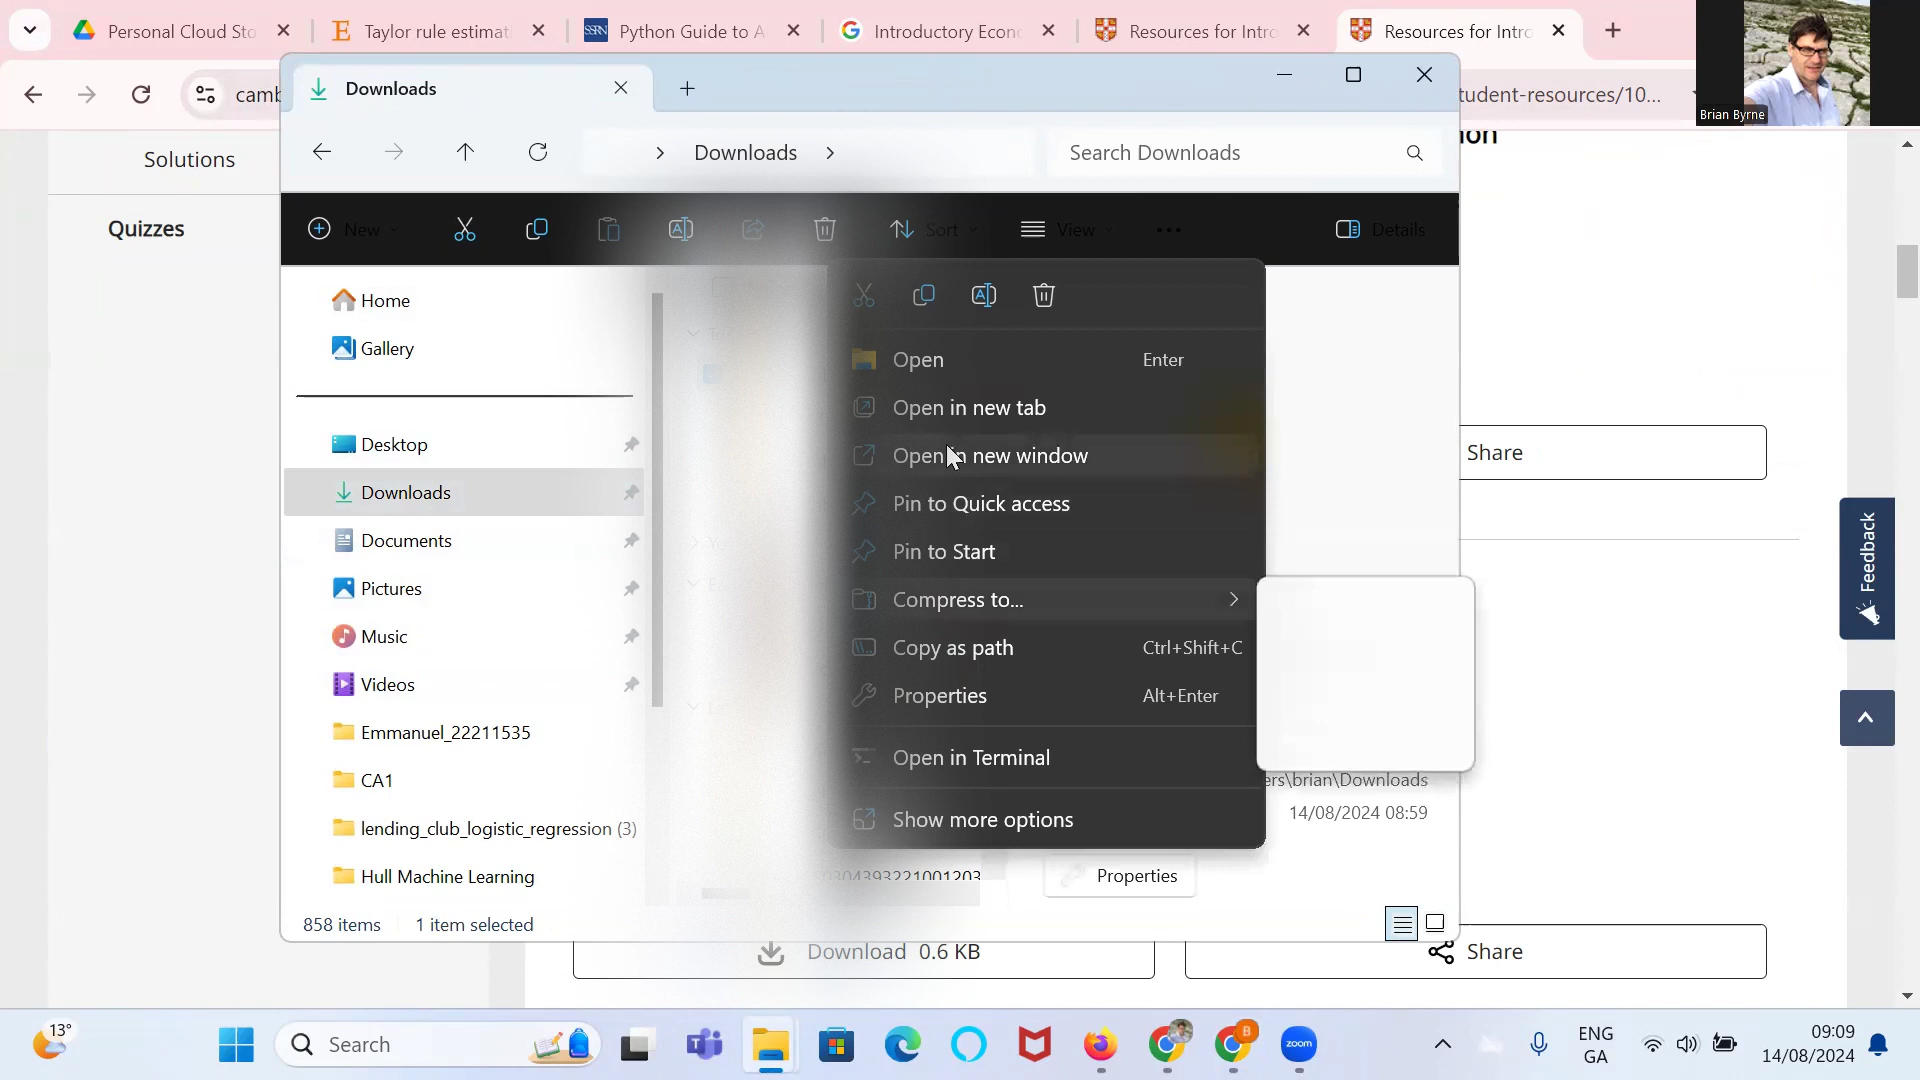 Personal Cloud Sto
Taylor rule estimati
SSRN
Python Guide to A
Introductory Econo
Resources for Intro
Resources for Intro
Brian Byrne
camb
tudent-resources/10...
Downloads
Downloads
Search Downloads
New
Sort
View
Details
Solutions
Quizzes
Home
Gallery
Desktop
Downloads
Documents
Pictures
Music
Videos
Emmanuel_22211535
CA1
lending_club_logistic_regression (3)
Hull Machine Learning
Open Enter
Open in new tab
Open in new window
Pin to Quick access
Pin to Start
Compress to...
Copy as path Ctrl+Shift+C
Properties Alt+Enter
Open in Terminal
Show more options
ers\brian\Downloads
14/08/2024 08:59
Properties
858 items 1 item selected
Share
Feedback
Download 0.6 KB
Share
13°
Search
zoom
ENG
GA
09:09
14/08/2024